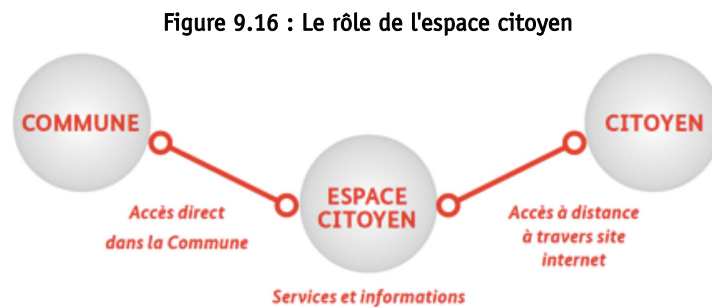 Figure 9.16 : Le rôle de l'espace citoyen
COMMUNE
CITOYEN
ESPACE
CITOYEN
Accès direct
dans la Commune
Accès à distance
à travers site
internet
Services et informations